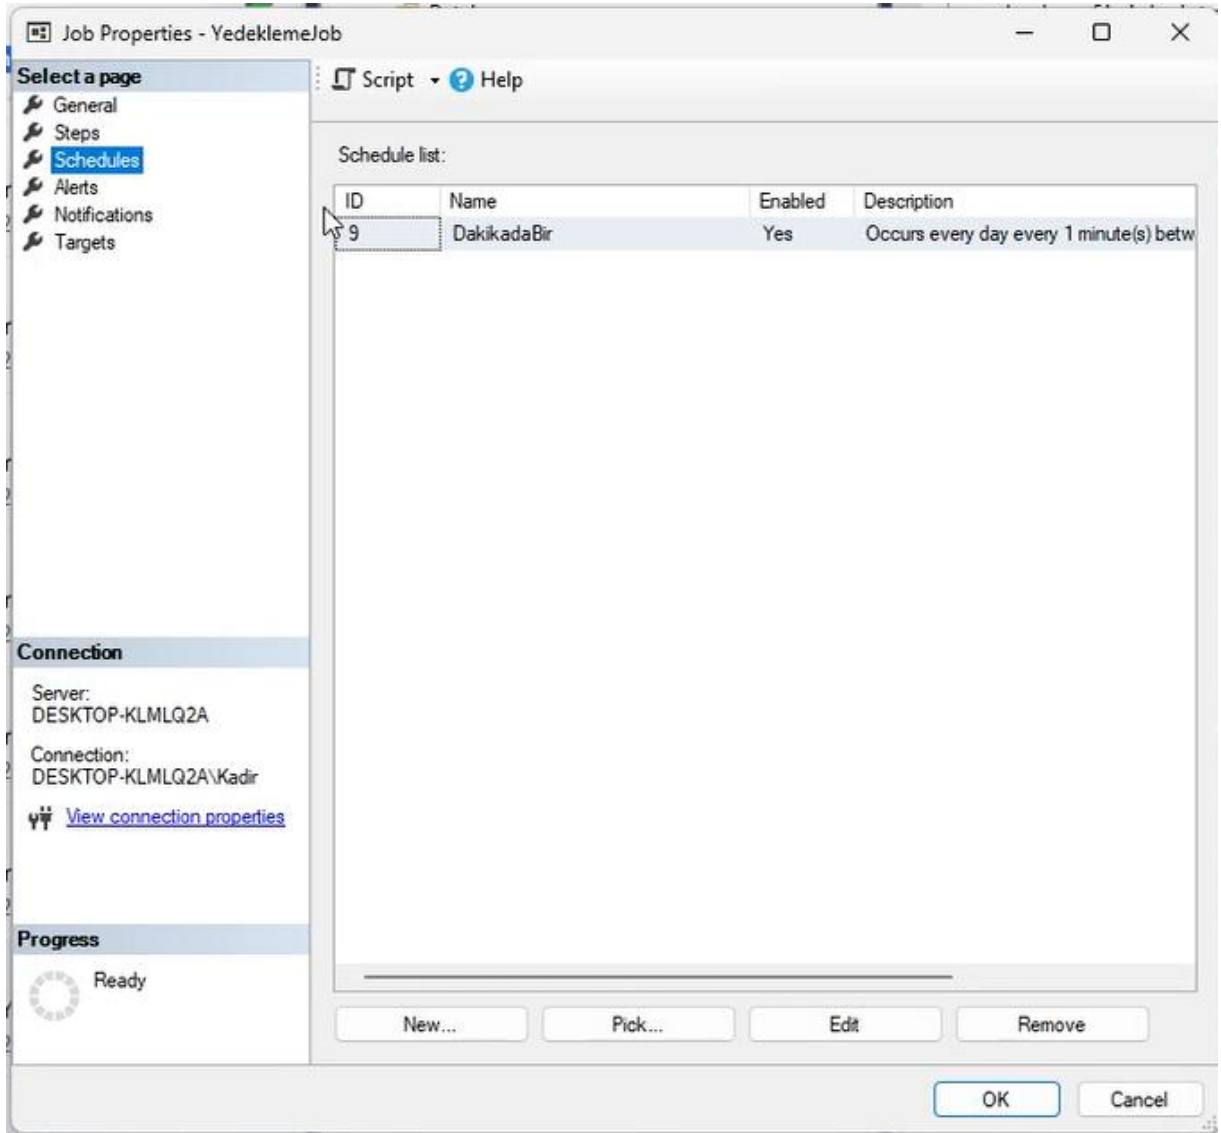 Job Properties - YedeklemeJob
Select a page
General
Steps
Schedules
Alerts
Notifications
Targets
Script
Help
Schedule list:
ID Name Enabled Description
9 DakikadaBir Yes Occurs every day every 1 minute(s) betw
Connection
Server:
DESKTOP-KLMLQ2A
Connection:
DESKTOP-KLMLQ2A\Kadir
View connection properties
Progress
Ready
New... Pick... Edit Remove
OK Cancel